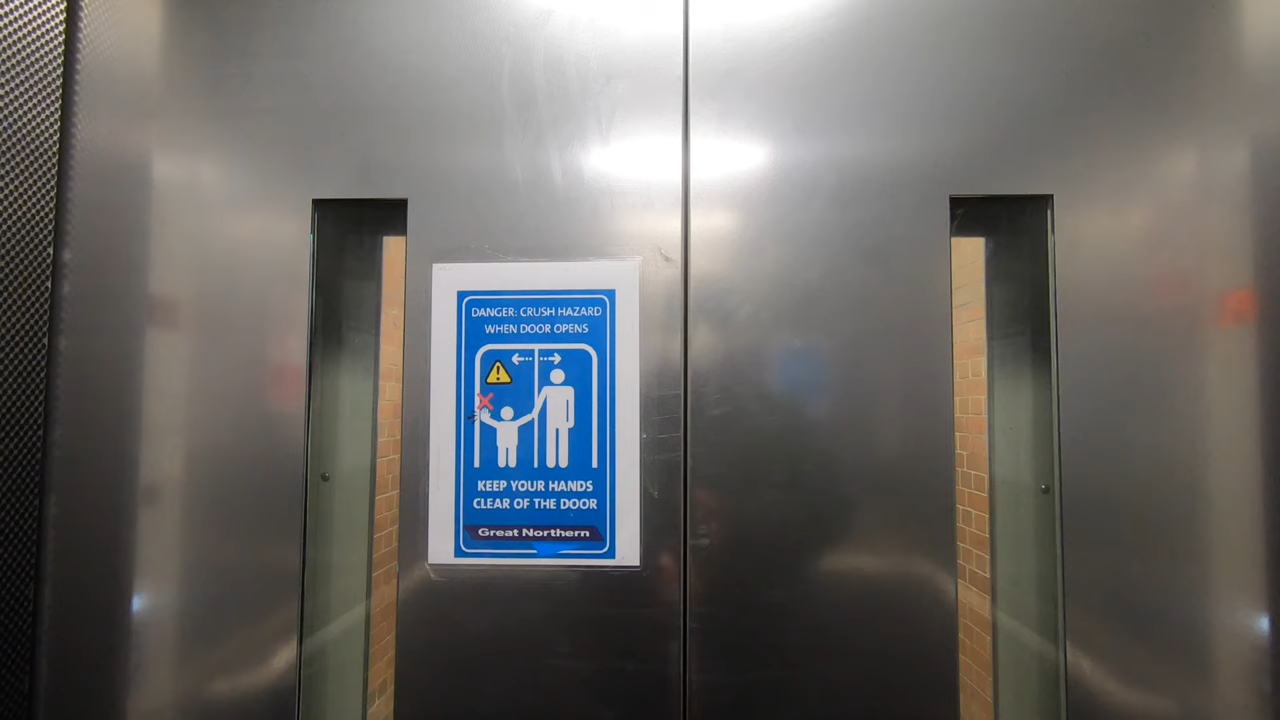 DANGER: CRUSH HAZARD
WHEN DOOR OPENS
KEEP YOUR HANDS
CLEAR OF THE DOOR
Great Northern